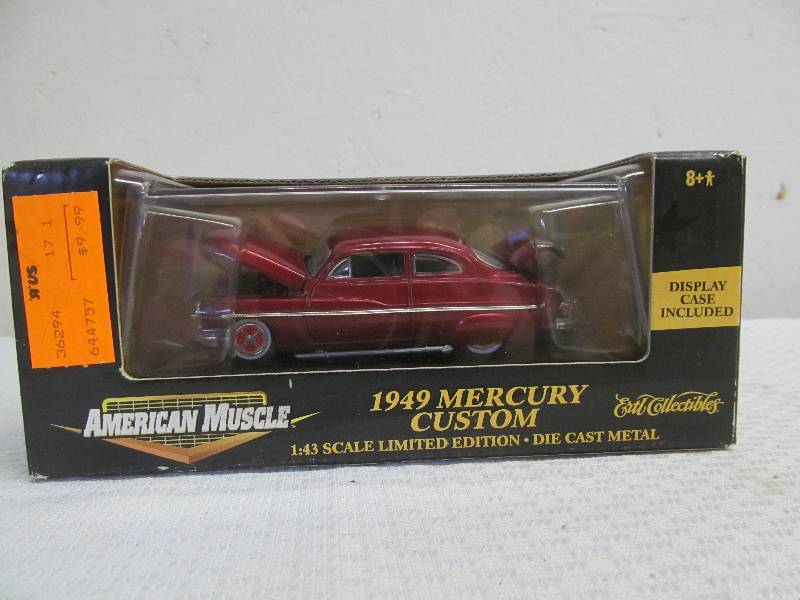 8+
DISPLAY
CASE
INCLUDED
"R"US 17 1
$9.99
36294
644757
AMERICAN MUSCLE
1949 MERCURY
CUSTOM
1:43 SCALE LIMITED EDITION • DIE CAST METAL
Ertl Collectibles